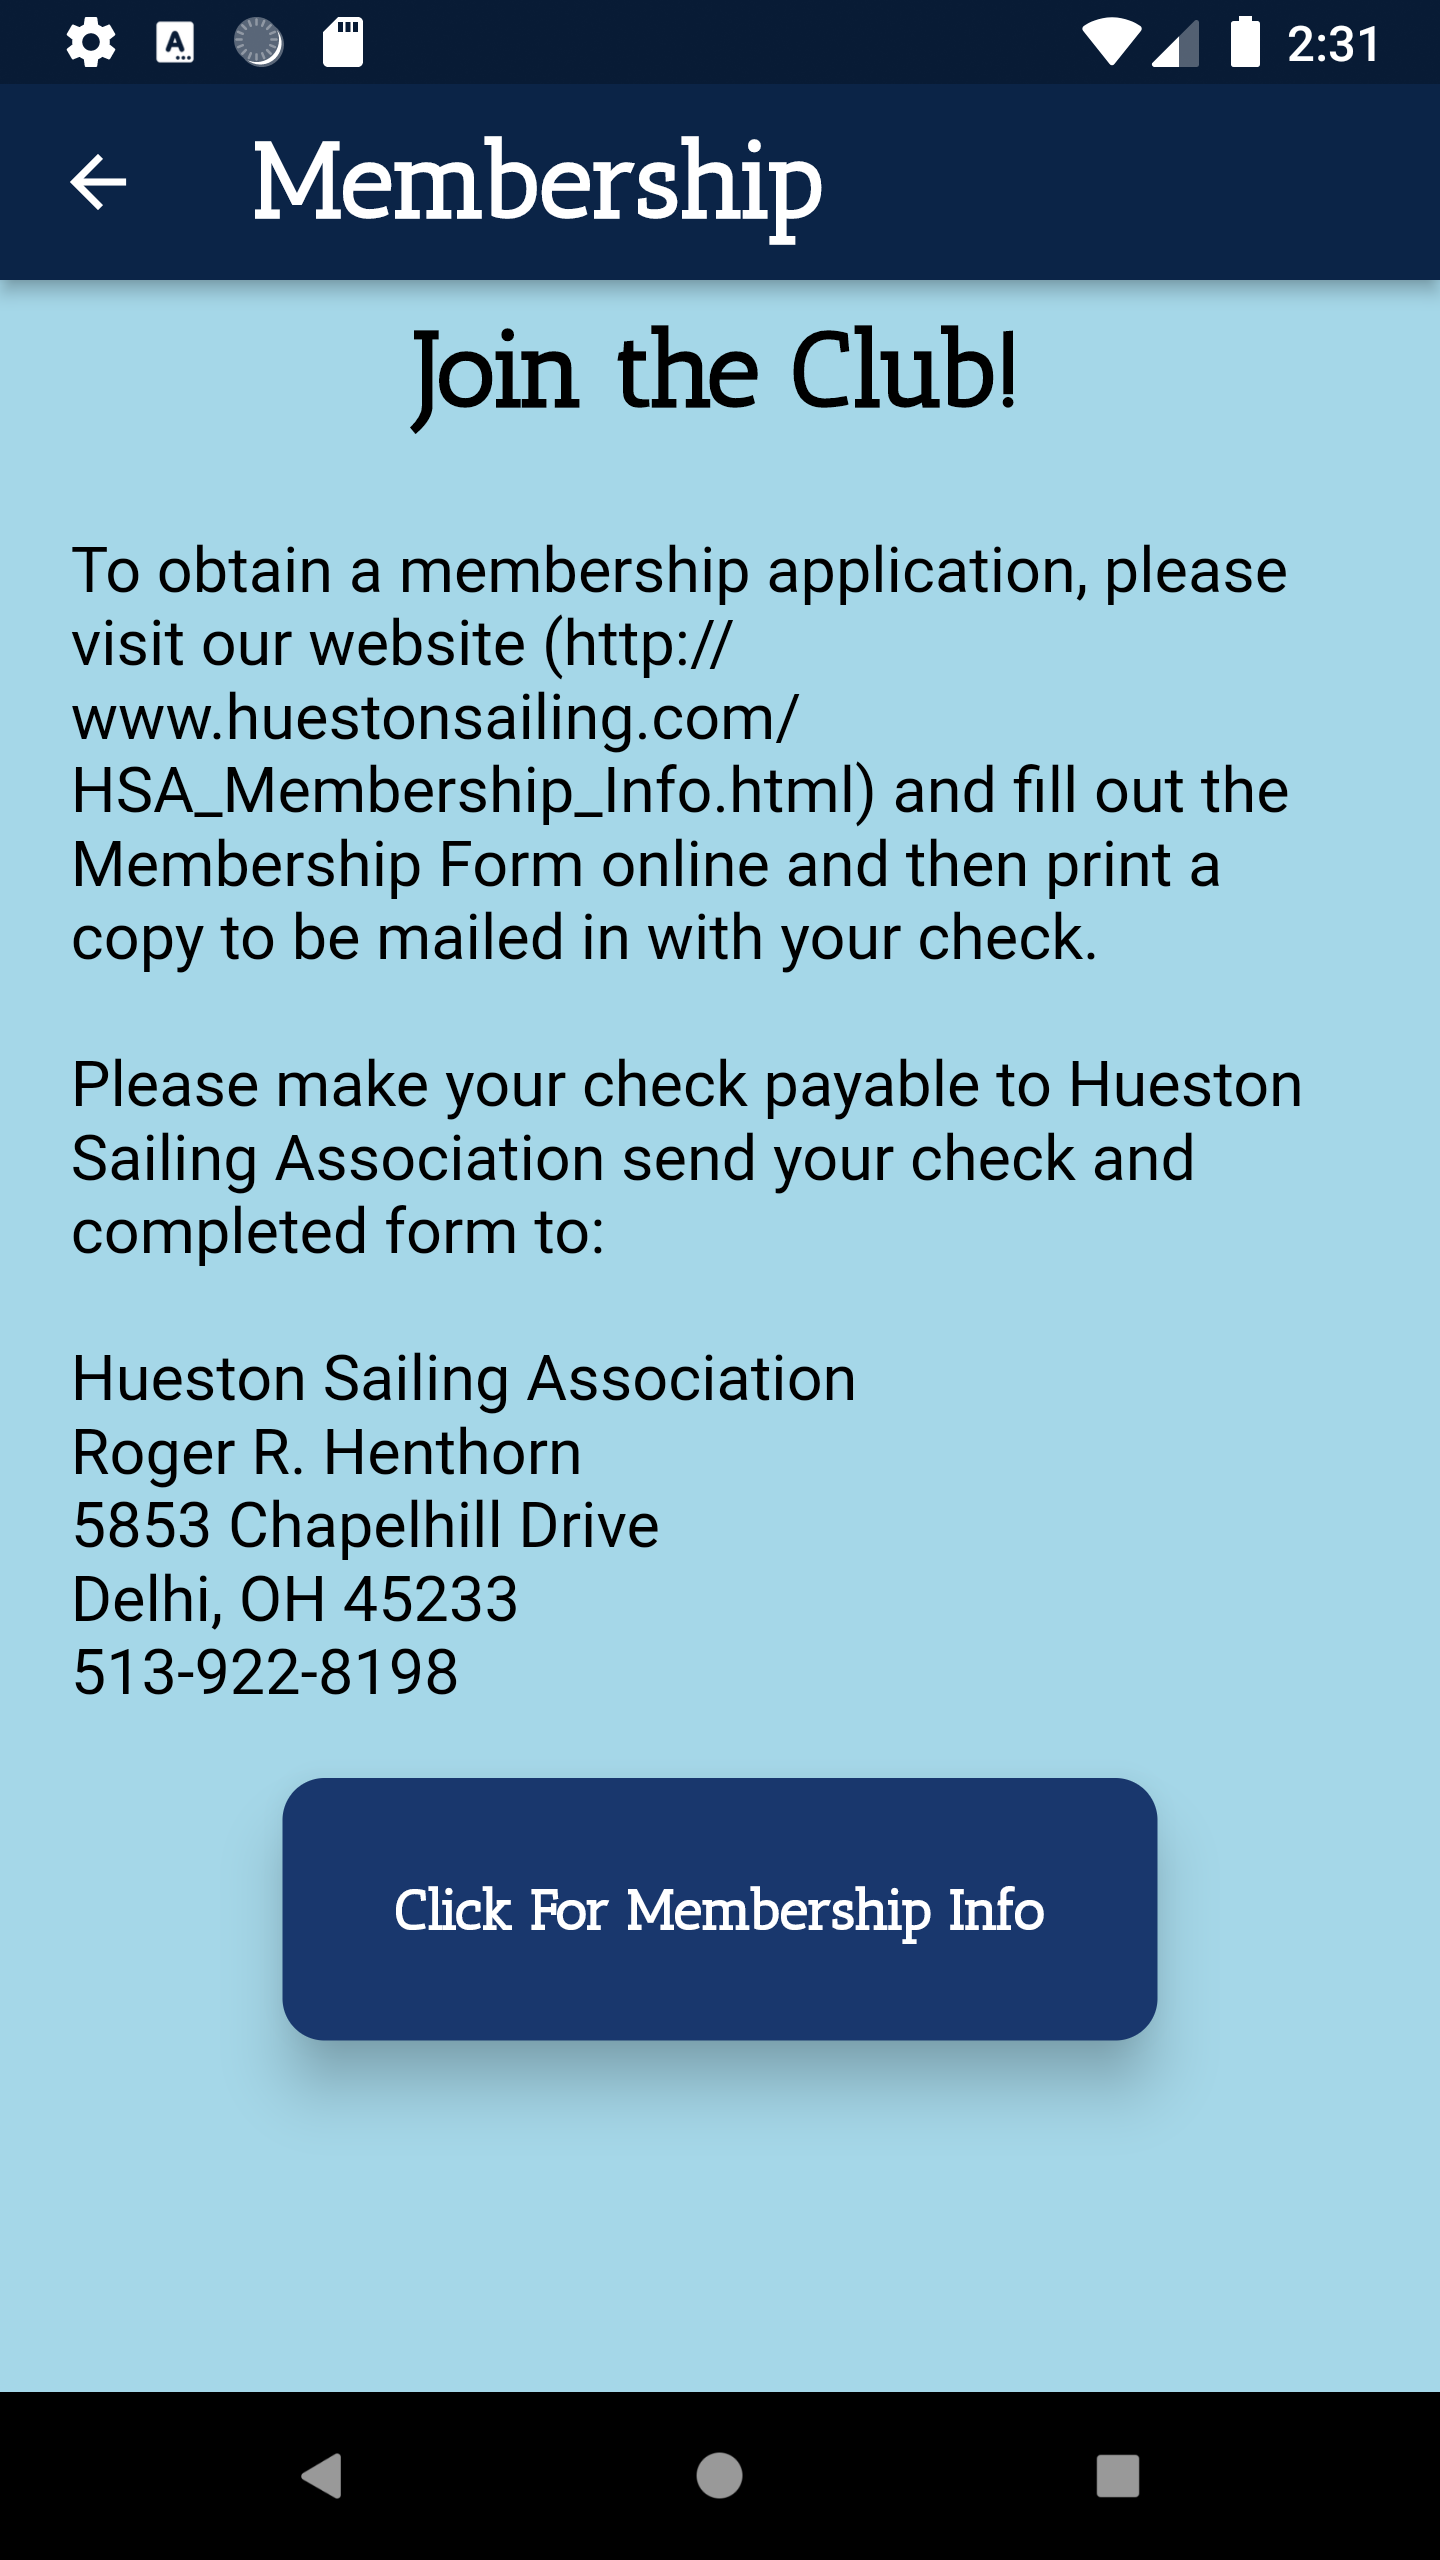 2:31
Membership
Join the Club!
To obtain a membership application, please
visit our website (http://
www.huestonsailing.com/
HSA_Membership_Info.html) and fill out the
Membership Form online and then print a
copy to be mailed in with your check.
Please make your check payable to Hueston
Sailing Association send your check and
completed form to:
Hueston Sailing Association
Roger R. Henthorn
5853 Chapelhill Drive
Delhi, OH 45233
513-922-8198
Click For Membership Info